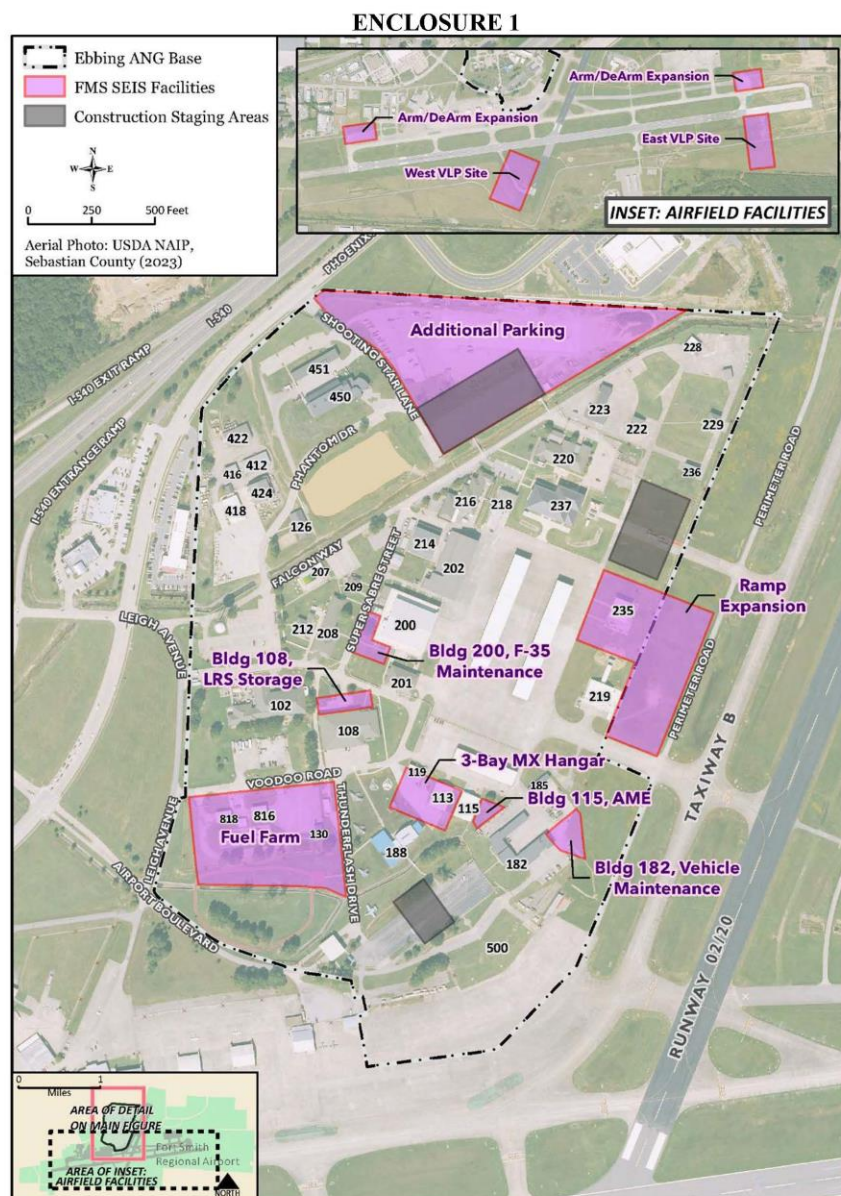 ENCLOSURE 1
Ebbing ANG Base
FMS SEIS Facilities
Construction Staging Areas
N
W E
S
0 250 500 Feet
Aerial Photo: USDA NAIP,
Sebastian County (2023)
Arm/DeArm Expansion
Arm/DeArm Expansion
East VLP Site
West VLP Site
INSET: AIRFIELD FACILITIES
PHOENIX
I-540
I-540 EXIT RAMP
I-540 ENTRANCE RAMP
SHOOTING STAR LANE
Additional Parking
228
451
450
223
222
229
422
416
412
424
418
PHANTOM DR
220
236
216
218
237
126
214
202
PERIMETER ROAD
FALCON WAY
207
209
SUPER SABRE STREET
235
Ramp
Expansion
LEIGH AVENUE
212
208
200
Bldg 108,
LRS Storage
Bldg 200, F-35
Maintenance
201
219
PERIMETER ROAD
102
108
TAXIWAY B
VOODOO ROAD
3-Bay MX Hangar
119
113
115
185
Bldg 115, AME
818
816
130
Fuel Farm
THUNDERFLASH DRIVE
188
182
Bldg 182, Vehicle
Maintenance
LEIGH AVENUE
AIRPORT BOULEVARD
500
RUNWAY 02/20
0 1
Miles
AREA OF DETAIL
ON MAIN FIGURE
Fort Smith
Regional Airport
AREA OF INSET:
AIRFIELD FACILITIES
NORTH